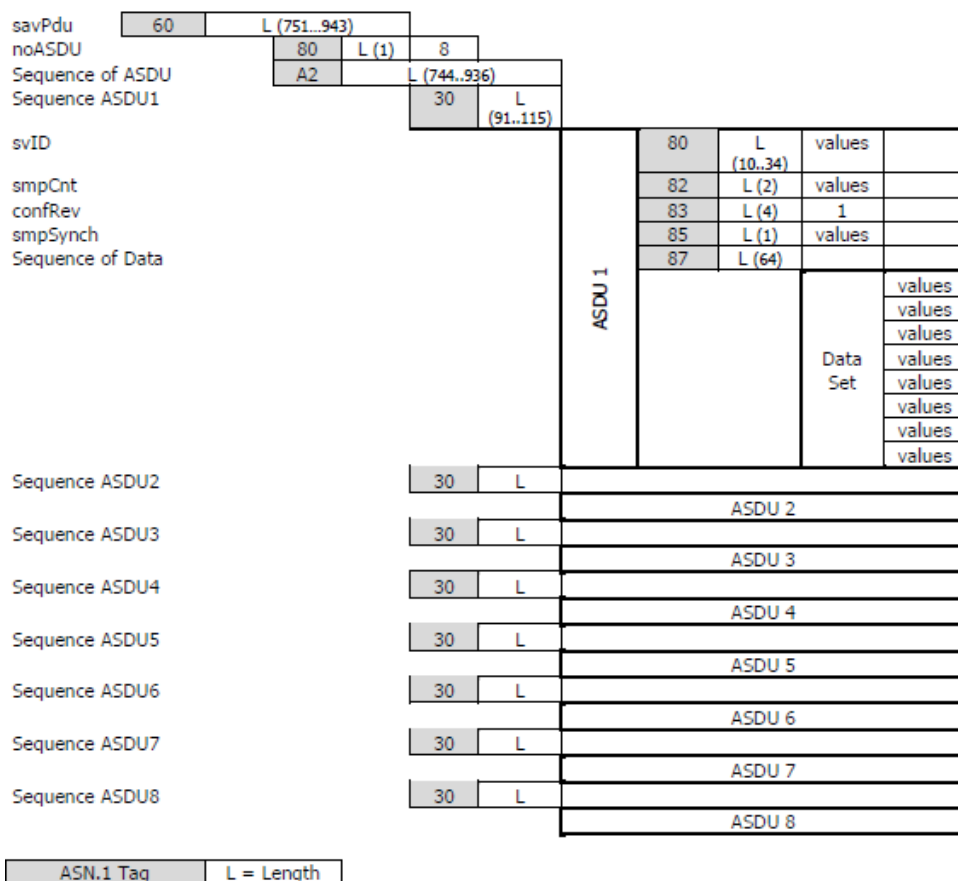 savPdu 60 L (751...943)
noASDU 80 L (1) 8
Sequence of ASDU A2 L (744..936)
Sequence ASDU1 30 L
(91..115)
svID 80 L values
(10..34)
smpCnt 82 L (2) values
confRev 83 L (4) 1
smpSynch 85 L (1) values
Sequence of Data 87 L (64)
ASDU 1
values
values
values
Data values
Set values
values
values
values
Sequence ASDU2 30 L
ASDU 2
Sequence ASDU3 30 L
ASDU 3
Sequence ASDU4 30 L
ASDU 4
Sequence ASDU5 30 L
ASDU 5
Sequence ASDU6 30 L
ASDU 6
Sequence ASDU7 30 L
ASDU 7
Sequence ASDU8 30 L
ASDU 8
ASN.1 Tag L = Length